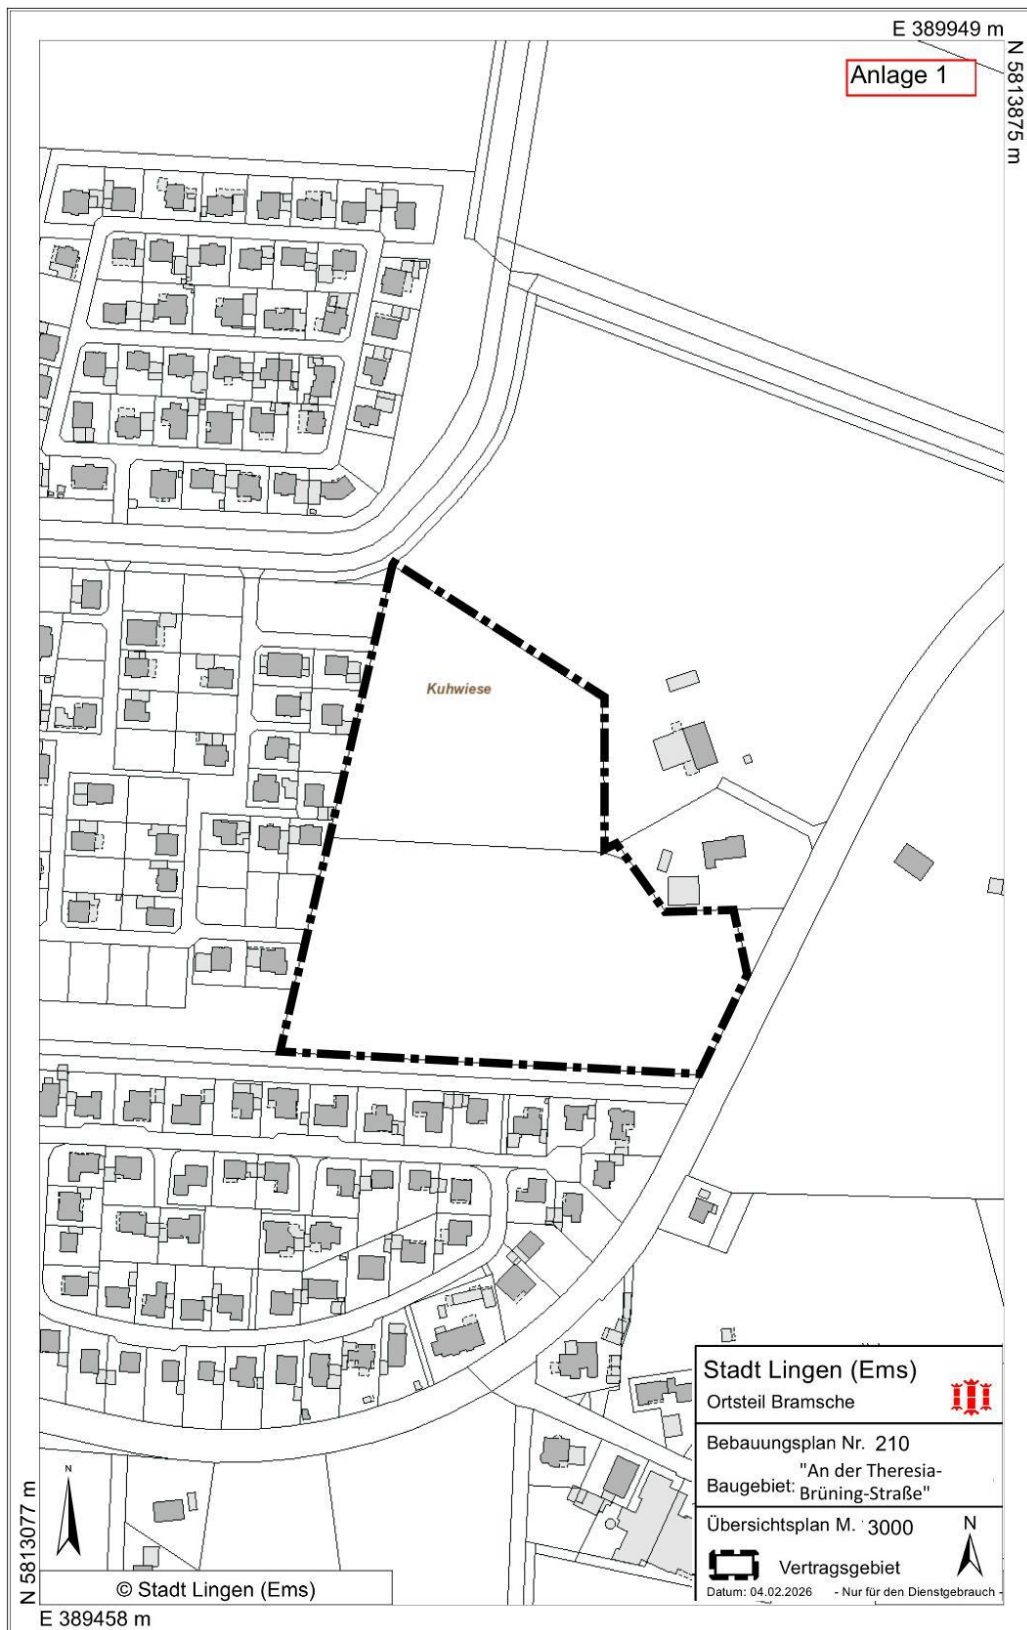 E 389949 m
N 5813875 m
Anlage 1
Kuhwiese
Stadt Lingen (Ems)
Ortsteil Bramsche
Bebauungsplan Nr. 210
Baugebiet: "An der Theresia-
Brüning-Straße"
Übersichtsplan M. 3000
N
Vertragsgebiet
Datum: 04.02.2026 - Nur für den Dienstgebrauch -
N
© Stadt Lingen (Ems)
N 5813077 m
E 389458 m